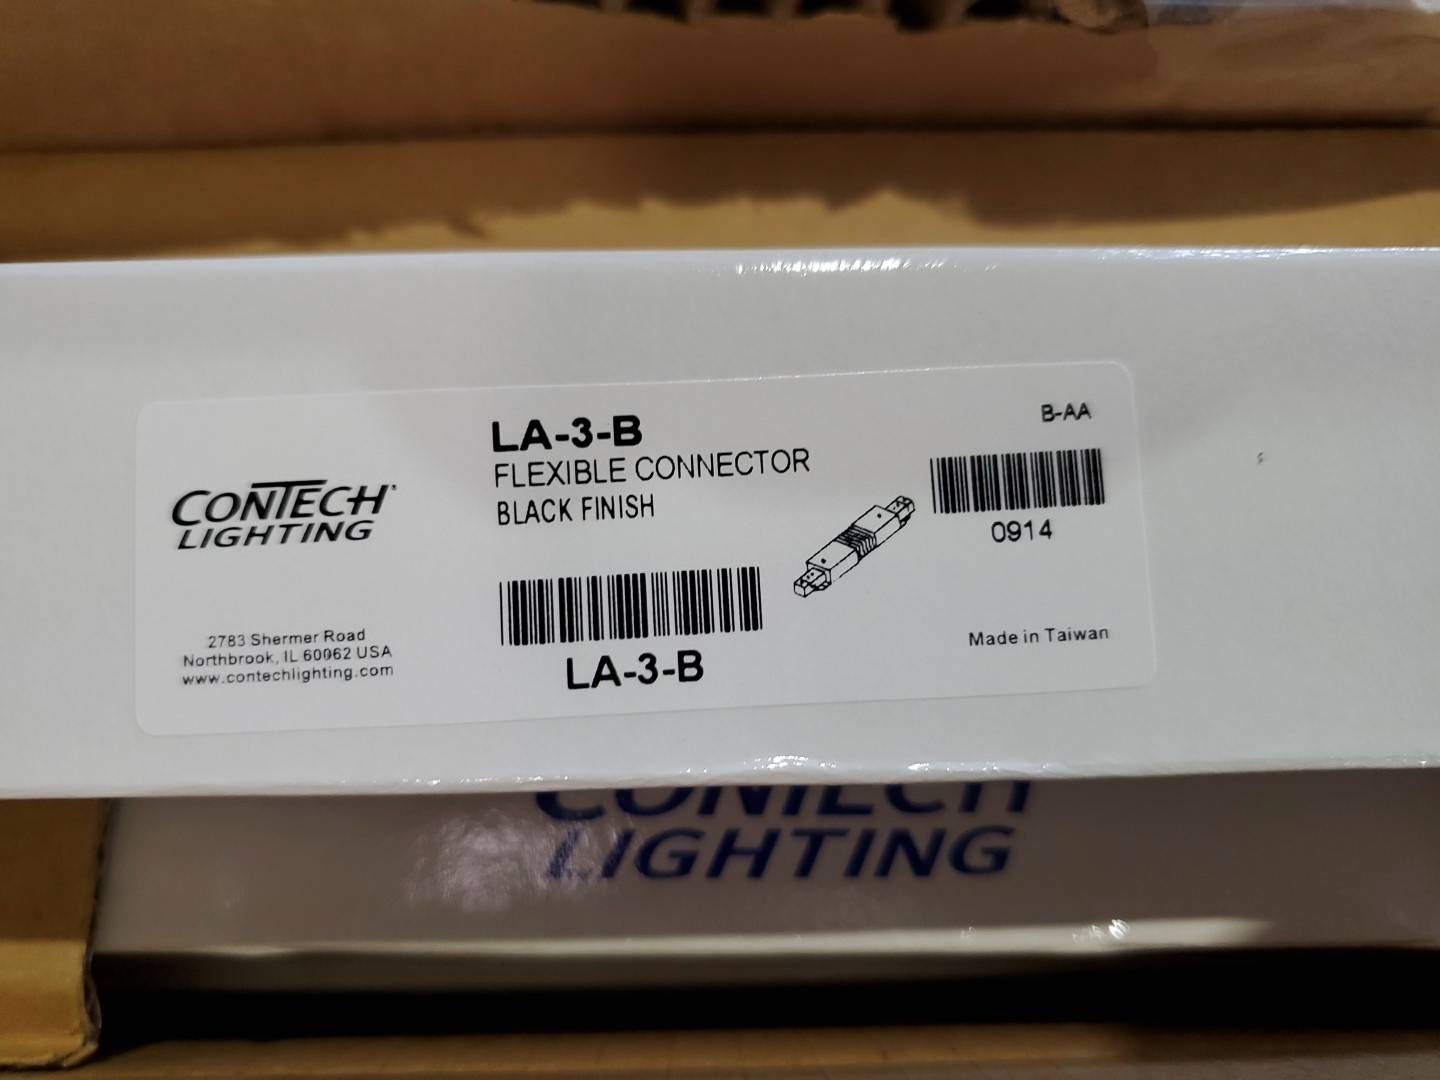 CONTECH®
LIGHTING
2783 Shermer Road
Northbrook, IL 60062 USA
www.contechlighting.com
LA-3-B
FLEXIBLE CONNECTOR
BLACK FINISH
LA-3-B
B-AA
0914
Made in Taiwan
CONTECH
LIGHTING